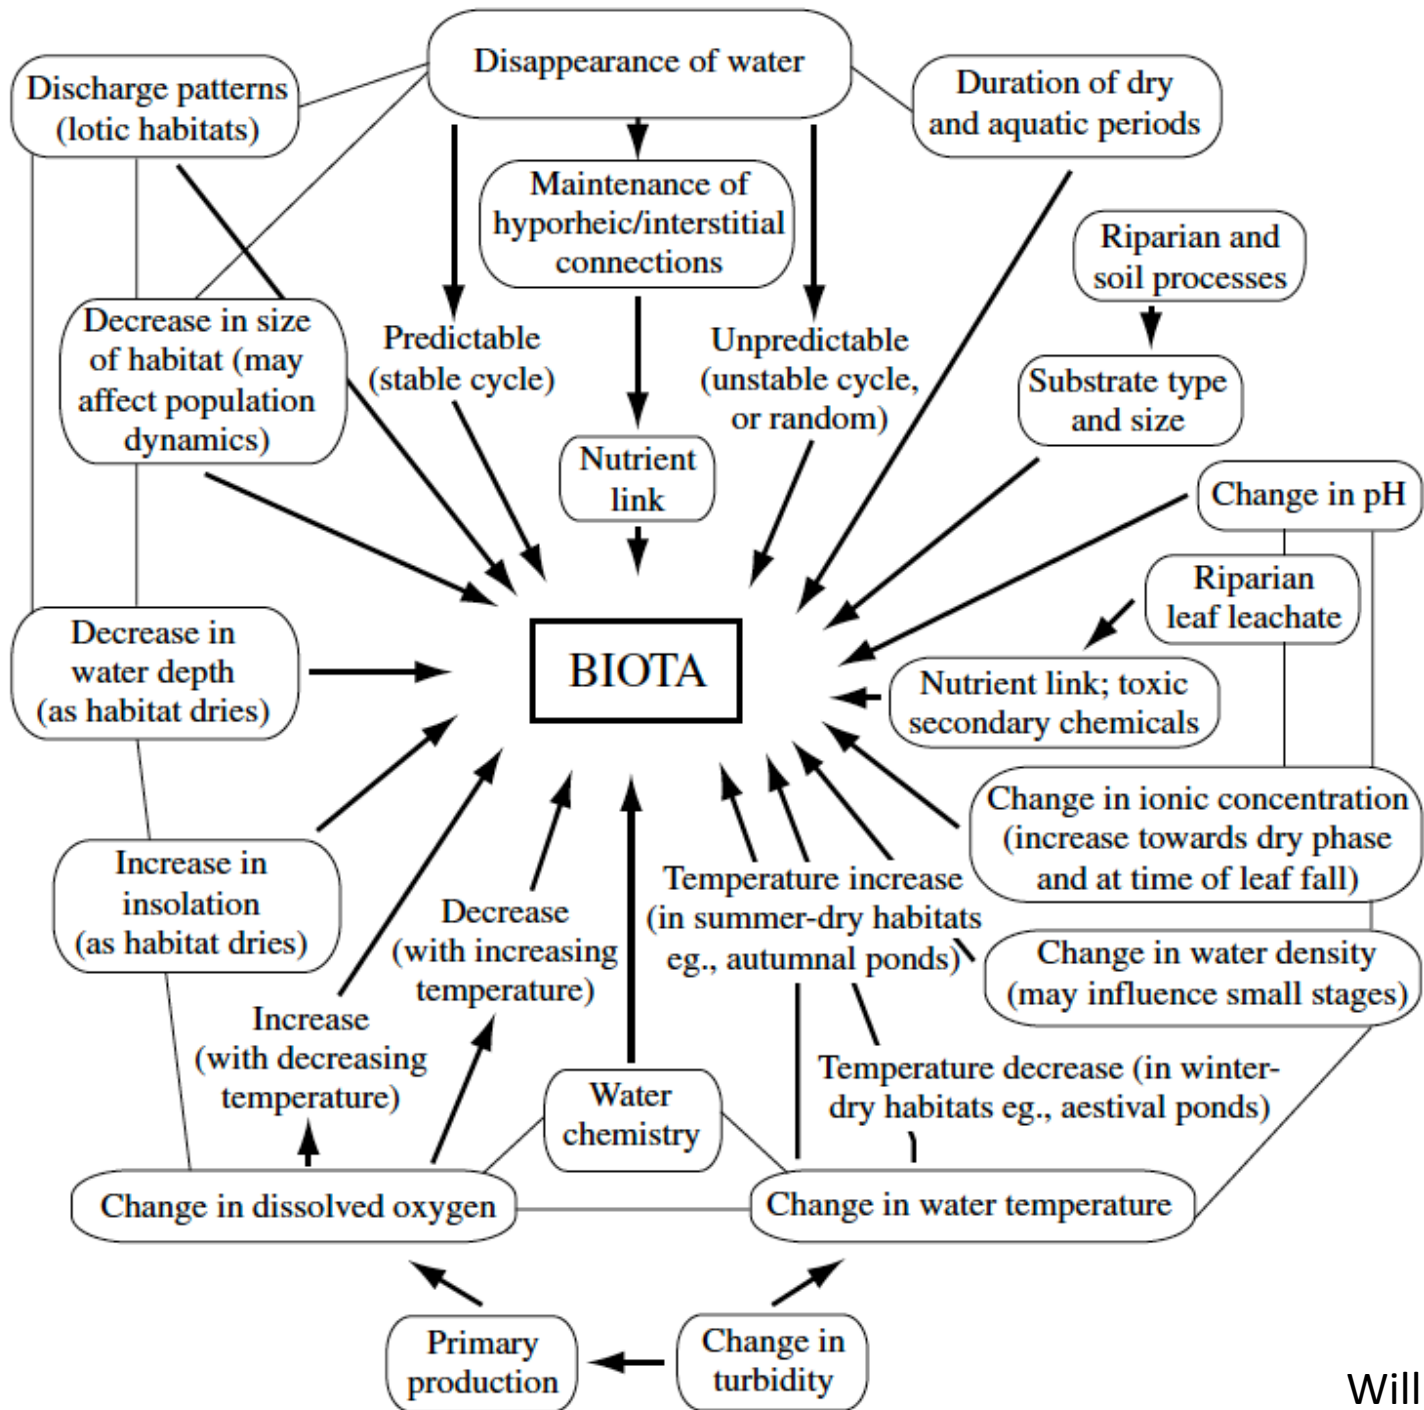 Disappearance of water
Discharge patterns
(lotic habitats)
Duration of dry
and aquatic periods
Maintenance of
hyporheic/interstitial
connections
Riparian and
soil processes
Decrease in size
of habitat (may
affect population
dynamics)
Predictable
(stable cycle)
Unpredictable
(unstable cycle,
or random)
Substrate type
and size
Nutrient
link
Change in pH
Riparian
leaf leachate
Decrease in
water depth
(as habitat dries)
BIOTA
Nutrient link; toxic
secondary chemicals
Change in ionic concentration
(increase towards dry phase
and at time of leaf fall)
Increase in
insolation
(as habitat dries)
Decrease
(with increasing
temperature)
Temperature increase
(in summer-dry habitats
eg., autumnal ponds)
Change in water density
(may influence small stages)
Increase
(with decreasing
temperature)
Water
chemistry
Temperature decrease (in winter-
dry habitats eg., aestival ponds)
Change in dissolved oxygen
Change in water temperature
Primary
production
Change in
turbidity
Will